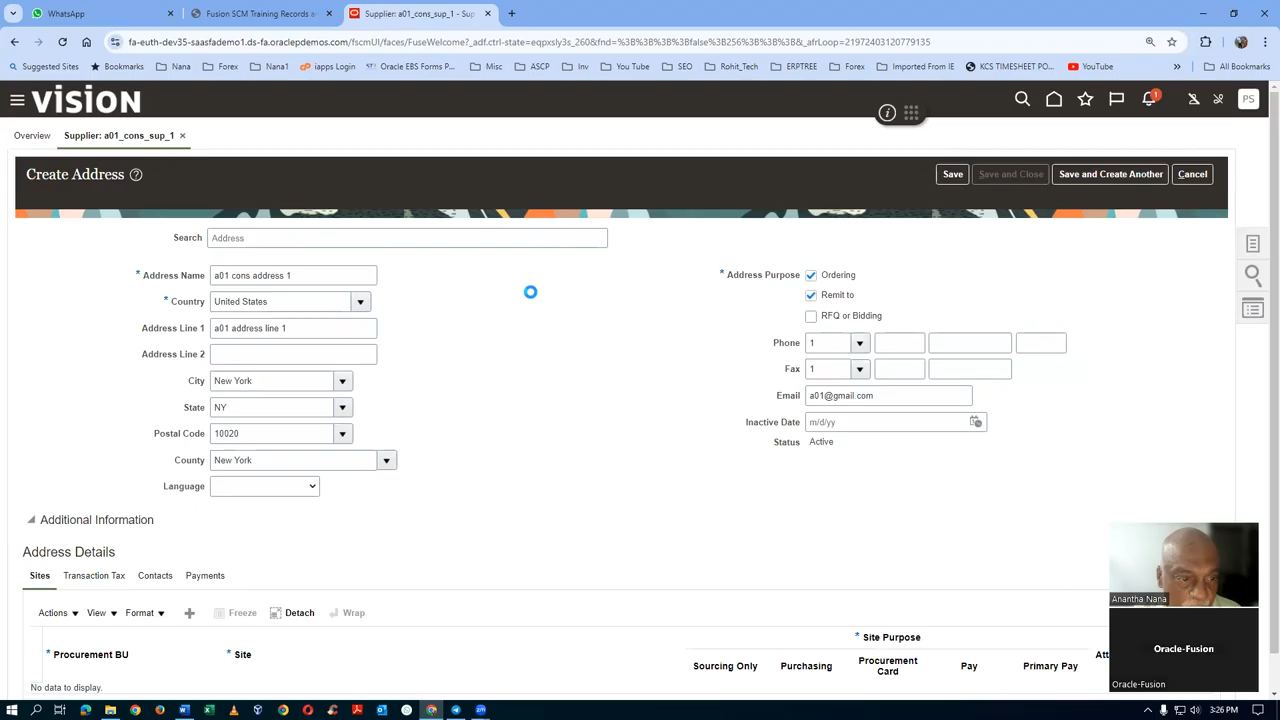 WhatsApp
Fusion SCM Training Records a
Supplier: a01_cons_sup_1 - Sup
fa-euth-dev35-saasfademo1.ds-fa.oraclepdemos.com/fscmUI/faces/FuseWelcome?_adf.ctrl-state=eqpxsly3s_260&fnd=%3B%3B%3B%3Bfalse%3B256%3B%3B%3B&_afrLoop=21972403120779135
Suggested Sites
Bookmarks
Nana
Forex
Nana1
iapps Login
Oracle EBS Forms P...
Misc
ASCP
Inv
You Tube
SEO
Rohit_Tech
ERPTREE
Forex
Imported From IE
KCS TIMESHEET PO...
YouTube
All Bookmarks
VISION
1
PS
Overview
Supplier: a01_cons_sup_1
Create Address
Save
Save and Close
Save and Create Another
Cancel
Search
Address
* Address Name
a01 cons address 1
* Country
United States
Address Line 1
a01 address line 1
Address Line 2
City
New York
State
NY
Postal Code
10020
County
New York
Language
* Address Purpose
Ordering
Remit to
RFQ or Bidding
Phone
1
Fax
1
Email
a01@gmail.com
Inactive Date
m/d/yy
Status
Active
Additional Information
Address Details
Sites
Transaction Tax
Contacts
Payments
Actions
View
Format
Freeze
Detach
Wrap
* Procurement BU
* Site
* Site Purpose
Sourcing Only
Purchasing
Procurement Card
Pay
Primary Pay
No data to display.
Anantha Nana
Oracle-Fusion
Oracle-Fusion
3:26 PM